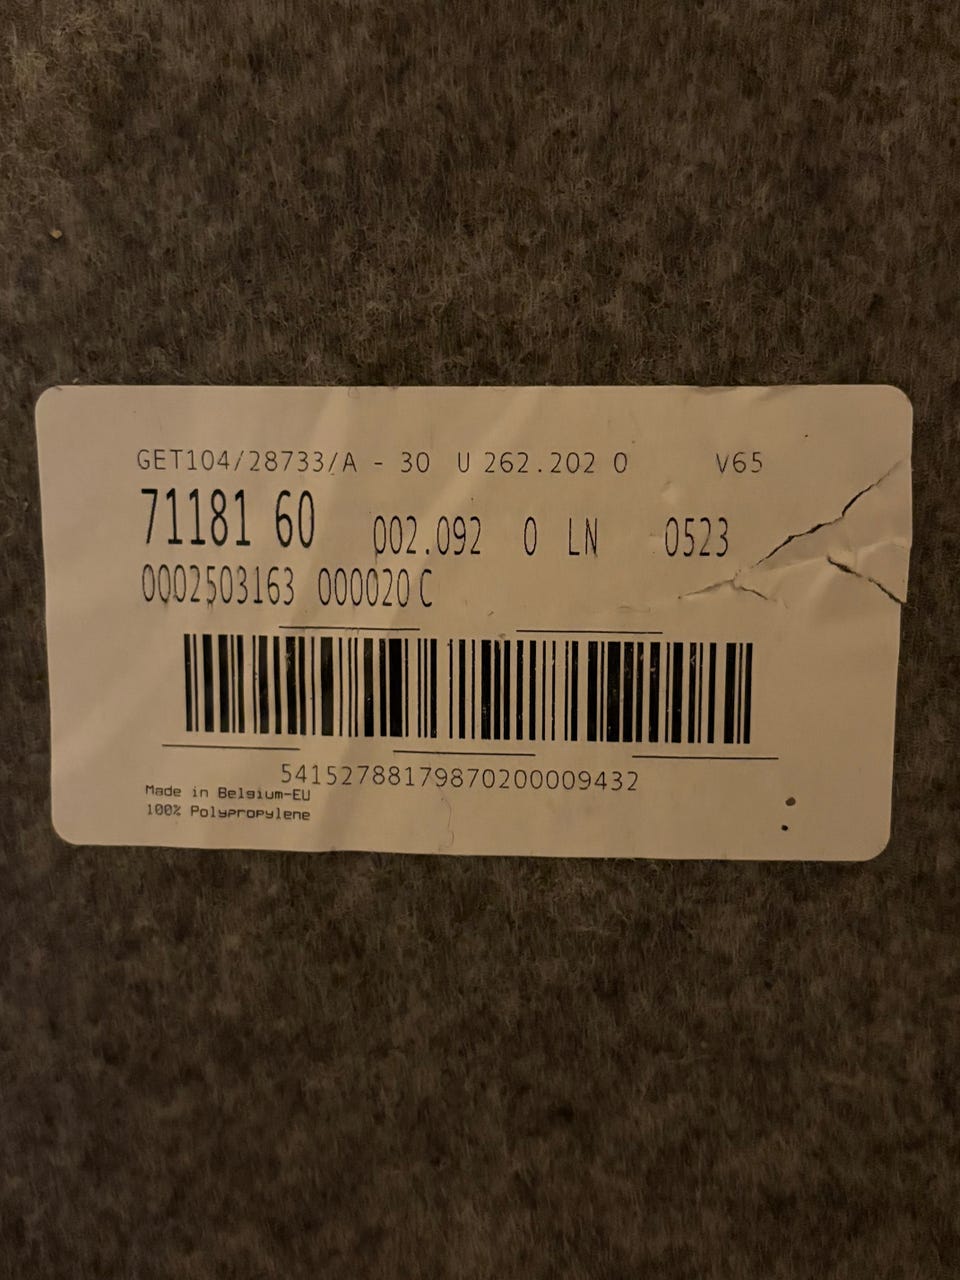 GET104/28733/A - 30 U 262.202 0 V65
71181 60 002.092 0 LN 0523
0002503163 000020 C
54152788179870200009432
Made in Belgium-EU
100% Polypropylene